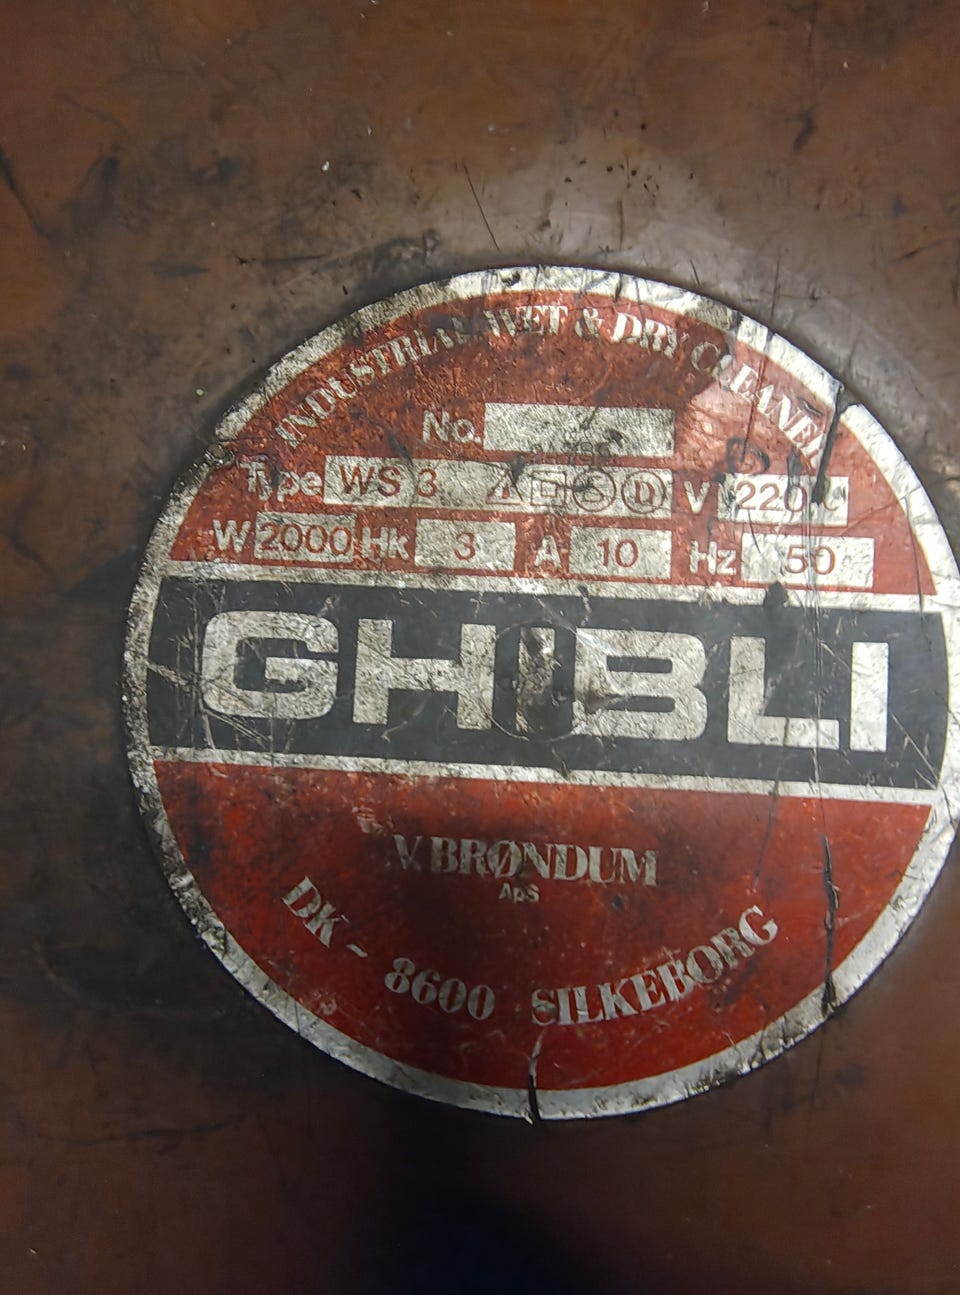 INDUSTRIAL WET & DRY CLEANER
No.
Type WS 3 D V 220
W 2000 Hk 3 A 10 Hz 50
GHIBLI
V. BRØNDUM
ApS
DK - 8600 SILKEBORG